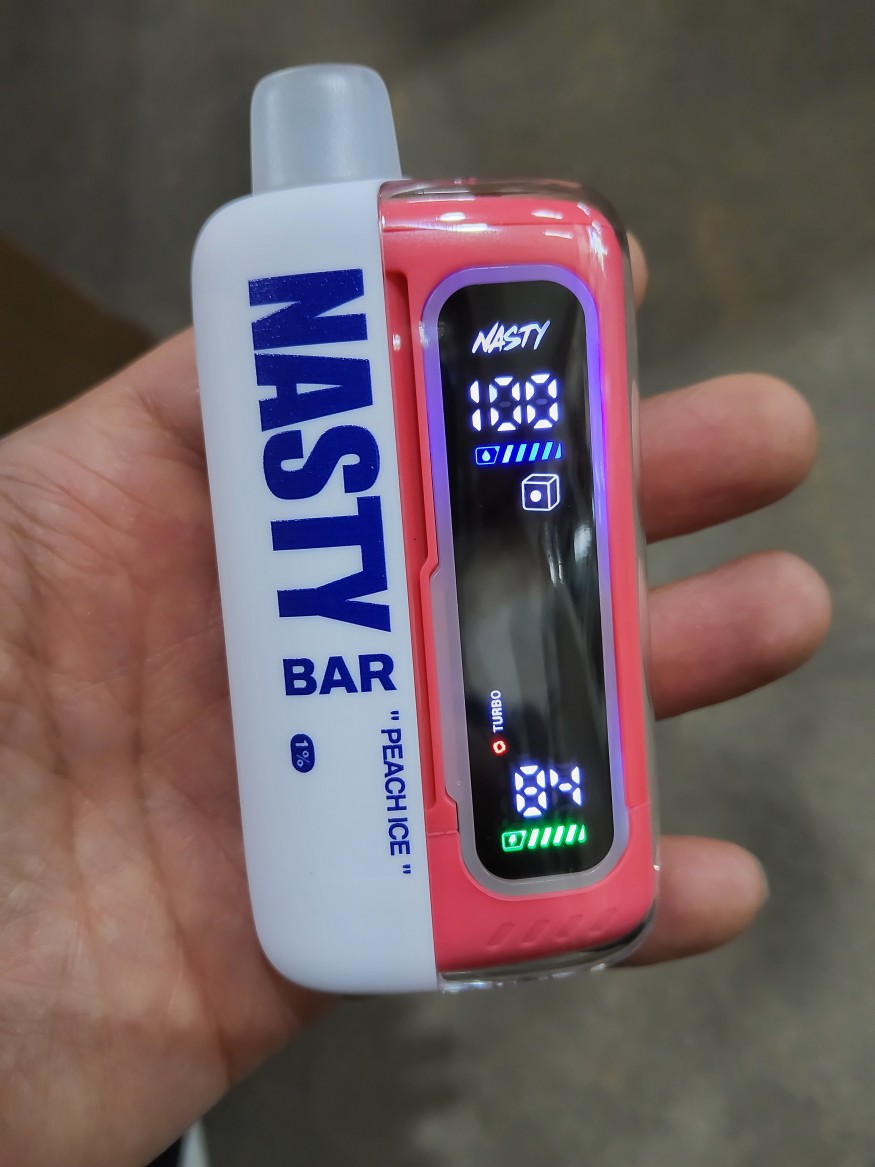 NASTY
BAR
1%
"PEACH ICE"
NASTY
100
TURBO
84